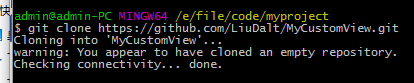 快
admin@admin-PC MINGW64 /e/file/code/myproject
$ git clone https://github.com/LiuDalt/MyCustomView.git
Cloning into 'MyCustomView'...
warning: You appear to have cloned an empty repository.
Checking connectivity... done.